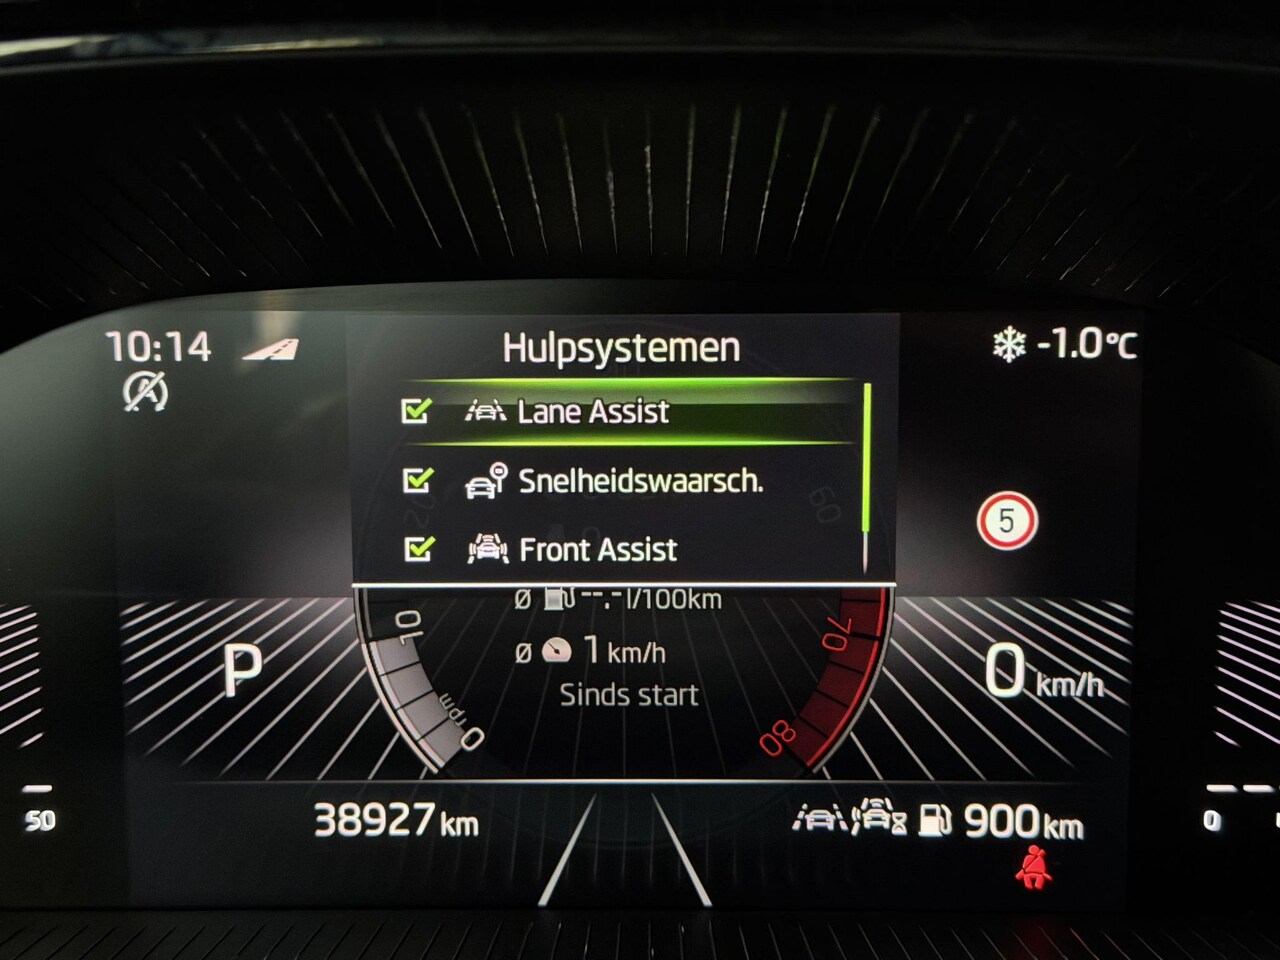 10:14
Hulpsystemen
-1.0°C
Lane Assist
Snelheidswaarsch.
Front Assist
5
60
10
70
Ø --.- l/100km
Ø 1 km/h
Sinds start
P
0 km/h
rpm
0
80
38927 km
900 km
50
0